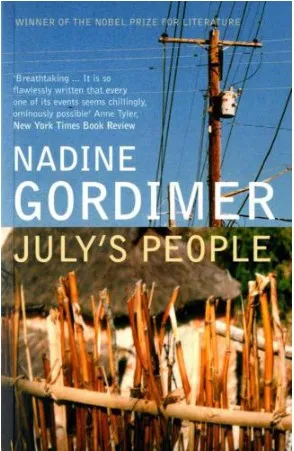 WINNER OF THE NOBEL PRIZE FOR LITERATURE
'Breathtaking ... It is so
flawlessly written that every
one of its events seems chillingly,
ominously possible' Anne Tyler,
New York Times Book Review
NADINE
GORDIMER
JULY'S PEOPLE